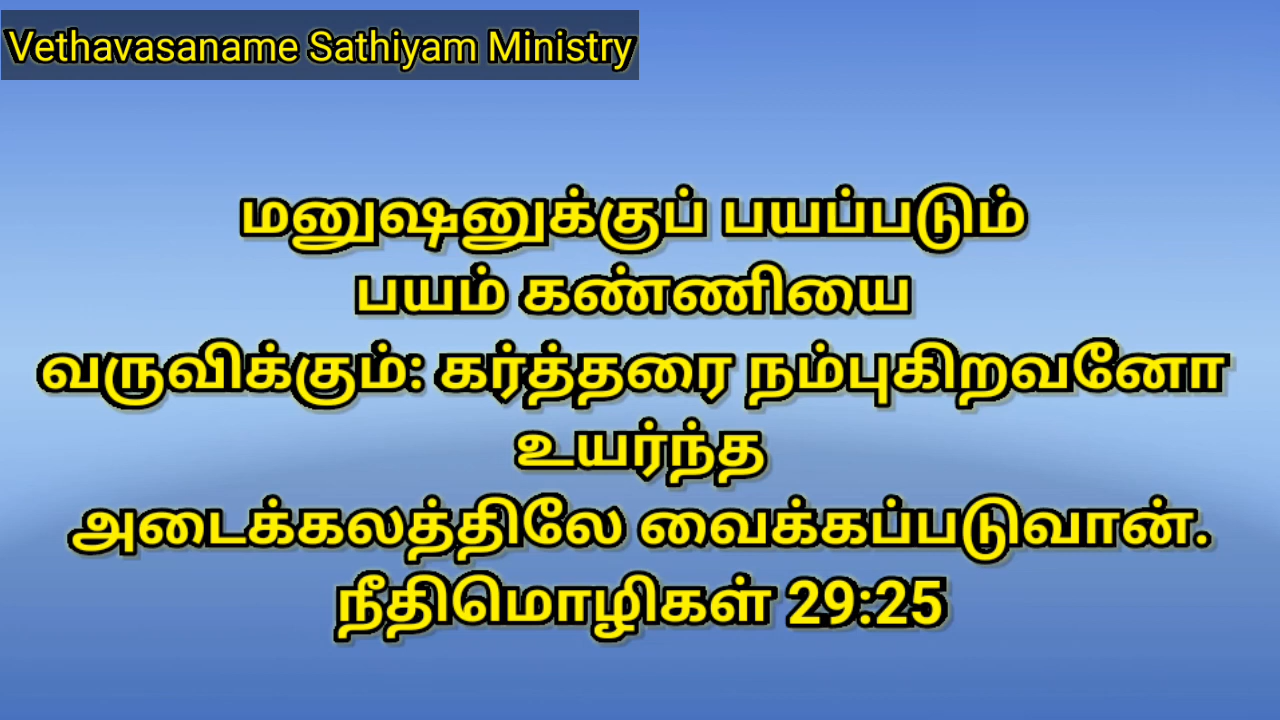 Vethavasaname Sathiyam Ministry
மனுஷனுக்குப் பயப்படும்
பயம் கண்ணியை
வருவிக்கும்: கர்த்தரை நம்புகிறவனோ
உயர்ந்த
அடைக்கலத்திலே வைக்கப்படுவான்.
நீதிமொழிகள் 29:25